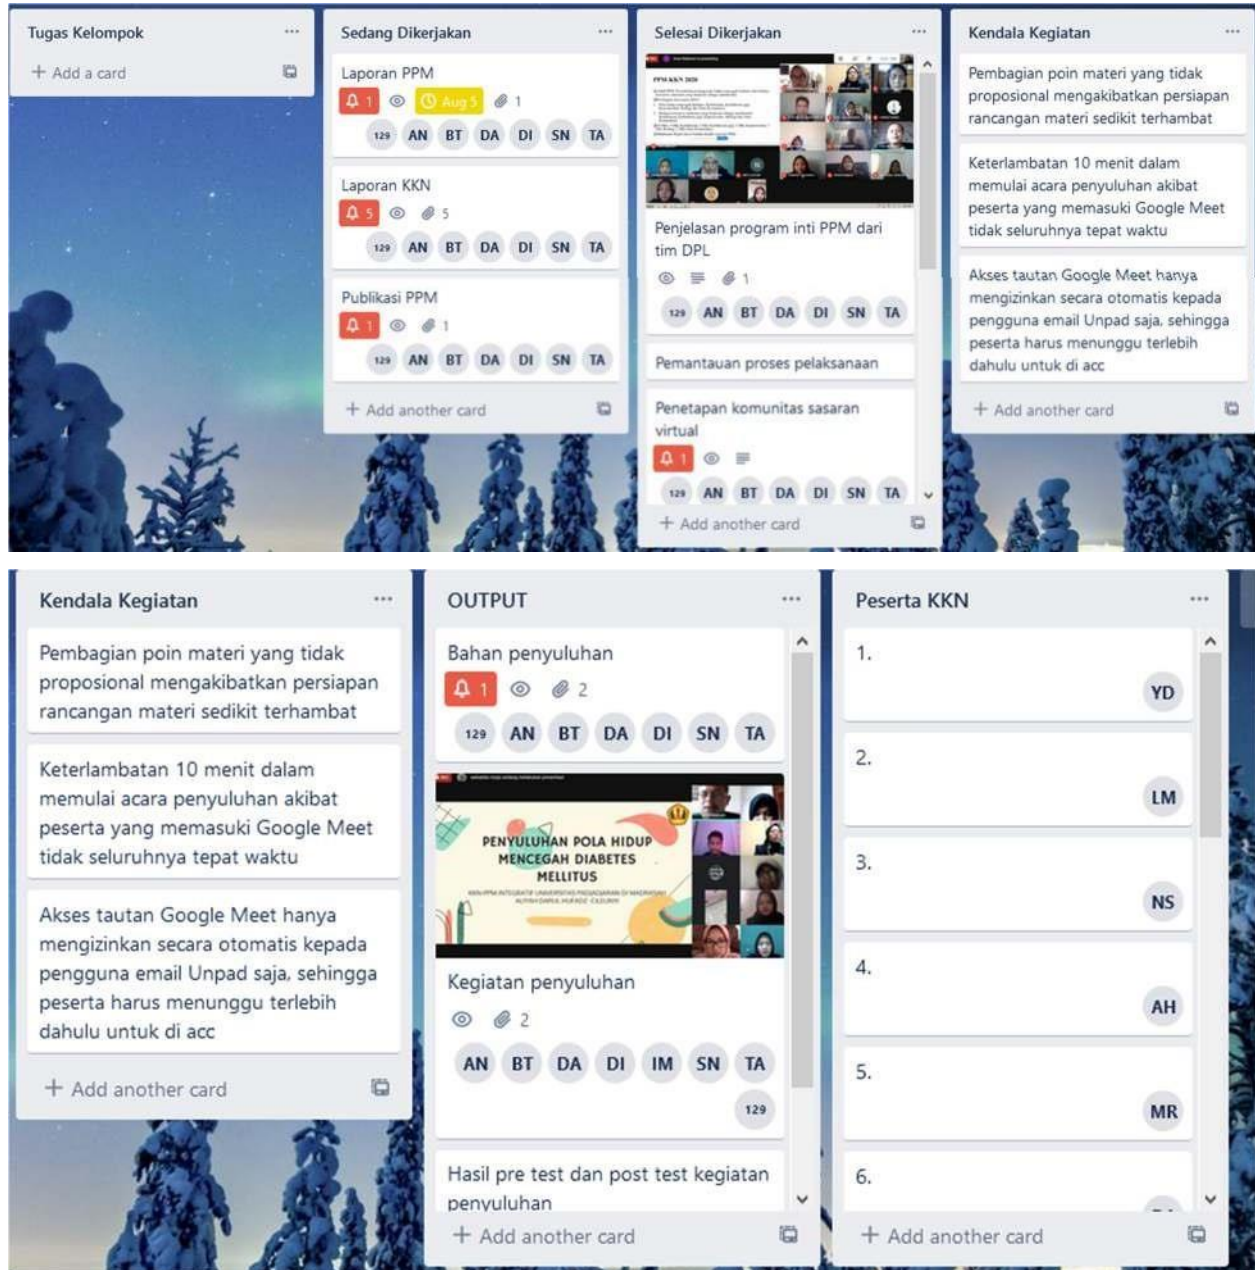 Tugas Kelompok
+ Add a card
Sedang Dikerjakan
Laporan PPM
1 Aug 5 1
129 AN BT DA DI SN TA
Laporan KKN
5 5
129 AN BT DA DI SN TA
Publikasi PPM
1 1
129 AN BT DA DI SN TA
+ Add another card
Selesai Dikerjakan
PPM KKN 2020
Penjelasan program inti PPM dari
tim DPL
1
129 AN BT DA DI SN TA
Pemantauan proses pelaksanaan
Penetapan komunitas sasaran
virtual
1
129 AN BT DA DI SN TA
+ Add another card
Kendala Kegiatan
Pembagian poin materi yang tidak
proposional mengakibatkan persiapan
rancangan materi sedikit terhambat
Keterlambatan 10 menit dalam
memulai acara penyuluhan akibat
peserta yang memasuki Google Meet
tidak seluruhnya tepat waktu
Akses tautan Google Meet hanya
mengizinkan secara otomatis kepada
pengguna email Unpad saja, sehingga
peserta harus menunggu terlebih
dahulu untuk di acc
+ Add another card
Kendala Kegiatan
Pembagian poin materi yang tidak
proposional mengakibatkan persiapan
rancangan materi sedikit terhambat
Keterlambatan 10 menit dalam
memulai acara penyuluhan akibat
peserta yang memasuki Google Meet
tidak seluruhnya tepat waktu
Akses tautan Google Meet hanya
mengizinkan secara otomatis kepada
pengguna email Unpad saja, sehingga
peserta harus menunggu terlebih
dahulu untuk di acc
+ Add another card
OUTPUT
Bahan penyuluhan
1 2
129 AN BT DA DI SN TA
PENYULUHAN POLA HIDUP
MENCEGAH DIABETES
MELLITUS
KKN-PPM INTEGRATIF UNIVERSITAS PADJADJARAN DI MADRASAH
Kegiatan penyuluhan
2
AN BT DA DI IM SN TA
129
Hasil pre test dan post test kegiatan
penyuluhan
+ Add another card
Peserta KKN
1.
YD
2.
LM
3.
NS
4.
AH
5.
MR
6.
+ Add another card